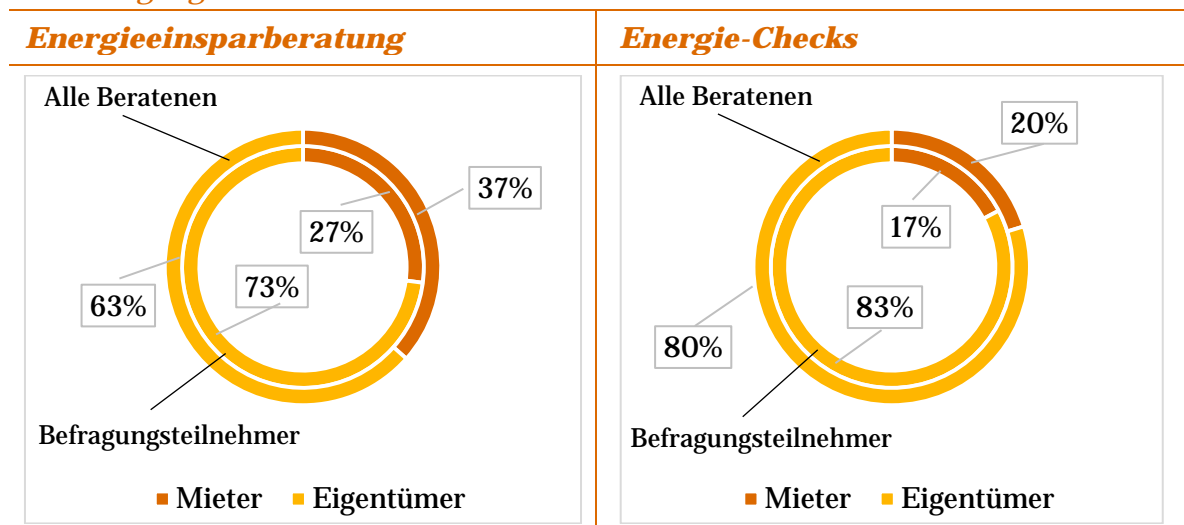 Energieeinsparberatung
Energie-Checks
Alle Beratenen
37%
27%
73%
63%
Befragungsteilnehmer
Mieter Eigentümer
Alle Beratenen
20%
17%
83%
80%
Befragungsteilnehmer
Mieter Eigentümer